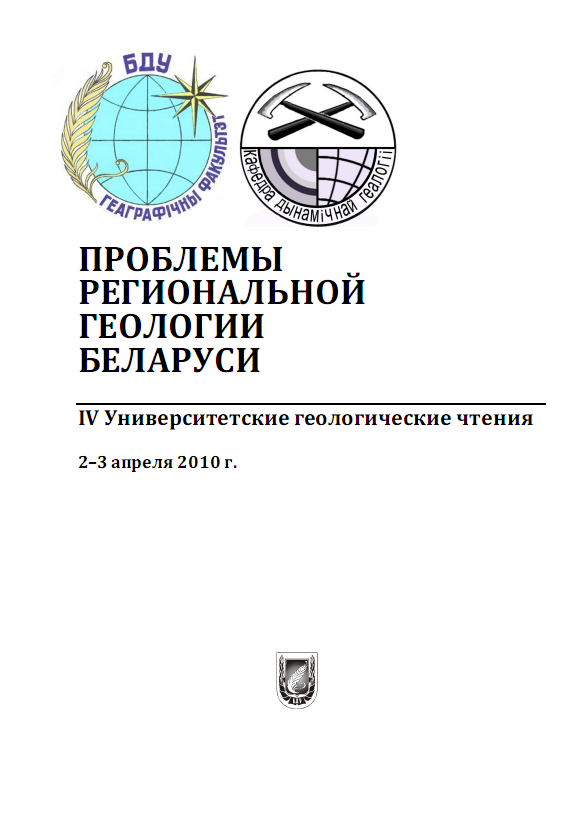 БДУ
ГЕАГРАФІЧНЫ ФАКУЛЬТЭТ
Кафедра дынамічнай геалогіі
ПРОБЛЕМЫ
РЕГИОНАЛЬНОЙ
ГЕОЛОГИИ
БЕЛАРУСИ
IV Университетские геологические чтения
2–3 апреля 2010 г.